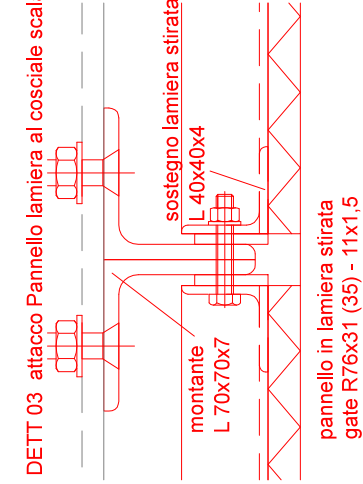 DETT 03 attacco Pannello lamiera al cosciale scal
sostegno lamiera stirata
L 40x40x4
montante
L 70x70x7
pannello in lamiera stirata
gate R76x31 (35) - 11x1,5